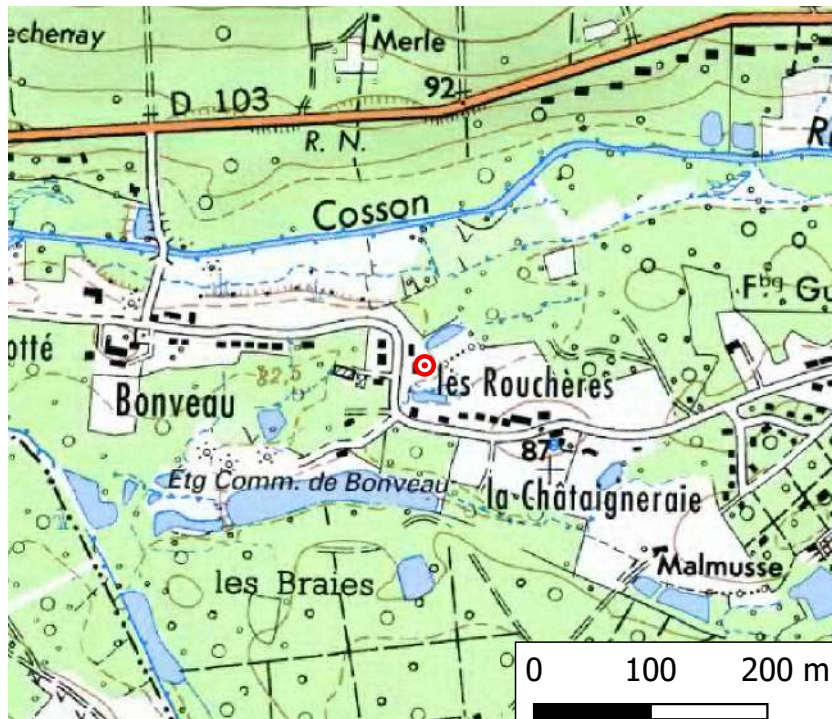 echenay
Merle
D 103
92
R. N.
Cosson
Fbg Gu
otté
82,5
Bonveau
les Rouchères
87
Etg Comm. de Bonveau
la Châtaigneraie
les Braies
Malmusse
0 100 200 m